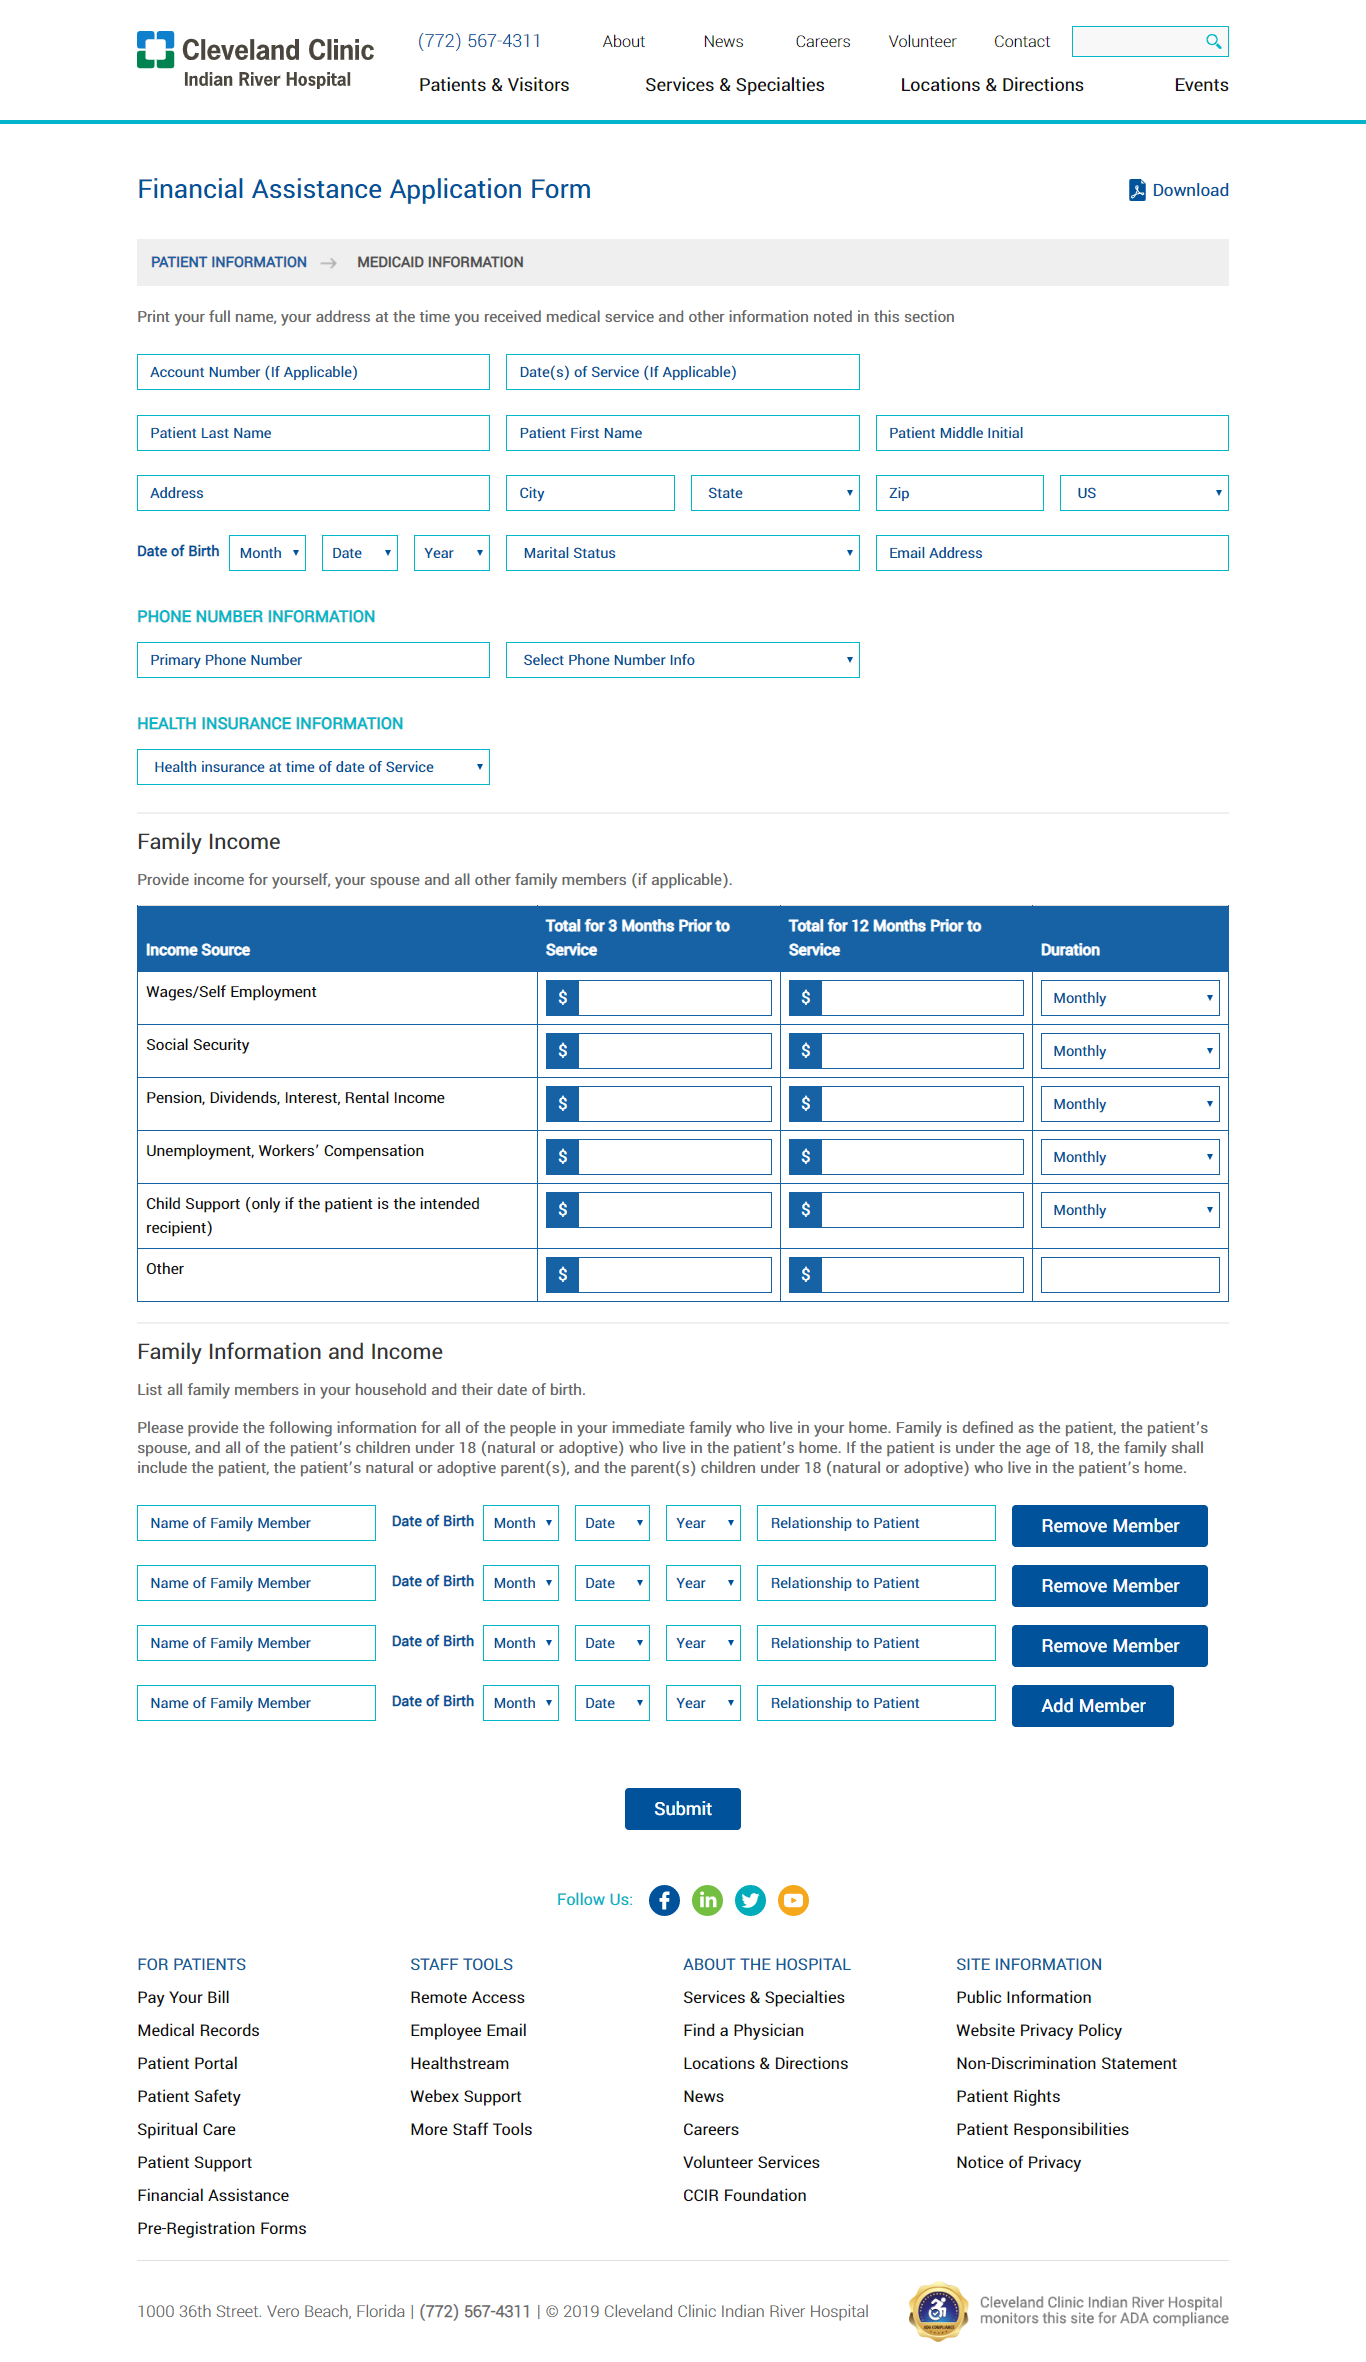 Cleveland Clinic
Indian River Hospital
(772) 567-4311 About News Careers Volunteer Contact
Patients & Visitors Services & Specialties Locations & Directions Events
Financial Assistance Application Form Download
PATIENT INFORMATION → MEDICAID INFORMATION
Print your full name, your address at the time you received medical service and other information noted in this section
Account Number (If Applicable) Date(s) of Service (If Applicable)
Patient Last Name Patient First Name Patient Middle Initial
Address City State Zip US
Date of Birth Month Date Year Marital Status Email Address
PHONE NUMBER INFORMATION
Primary Phone Number Select Phone Number Info
HEALTH INSURANCE INFORMATION
Health insurance at time of date of Service
Family Income
Provide income for yourself, your spouse and all other family members (if applicable).
Income Source Total for 3 Months Prior to Service Total for 12 Months Prior to Service Duration
Wages/Self Employment $ $ Monthly
Social Security $ $ Monthly
Pension, Dividends, Interest, Rental Income $ $ Monthly
Unemployment, Workers' Compensation $ $ Monthly
Child Support (only if the patient is the intended recipient) $ $ Monthly
Other $ $
Family Information and Income
List all family members in your household and their date of birth.
Please provide the following information for all of the people in your immediate family who live in your home. Family is defined as the patient, the patient's
spouse, and all of the patient's children under 18 (natural or adoptive) who live in the patient's home. If the patient is under the age of 18, the family shall
include the patient, the patient's natural or adoptive parent(s), and the parent(s) children under 18 (natural or adoptive) who live in the patient's home.
Name of Family Member Date of Birth Month Date Year Relationship to Patient Remove Member
Name of Family Member Date of Birth Month Date Year Relationship to Patient Remove Member
Name of Family Member Date of Birth Month Date Year Relationship to Patient Remove Member
Name of Family Member Date of Birth Month Date Year Relationship to Patient Add Member
Submit
Follow Us:
FOR PATIENTS
Pay Your Bill
Medical Records
Patient Portal
Patient Safety
Spiritual Care
Patient Support
Financial Assistance
Pre-Registration Forms
STAFF TOOLS
Remote Access
Employee Email
Healthstream
Webex Support
More Staff Tools
ABOUT THE HOSPITAL
Services & Specialties
Find a Physician
Locations & Directions
News
Careers
Volunteer Services
CCIR Foundation
SITE INFORMATION
Public Information
Website Privacy Policy
Non-Discrimination Statement
Patient Rights
Patient Responsibilities
Notice of Privacy
1000 36th Street. Vero Beach, Florida | (772) 567-4311 | © 2019 Cleveland Clinic Indian River Hospital
ADA COMPLIANCE
Cleveland Clinic Indian River Hospital
monitors this site for ADA compliance